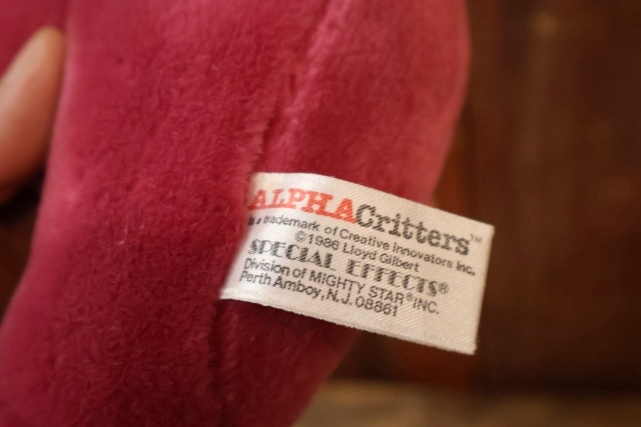 ALPHACritters™
is a trademark of Creative Innovators Inc.
©1986 Lloyd Gilbert
SPECIAL EFFECTS®
Division of MIGHTY STAR® INC.
Perth Amboy, N.J. 08861